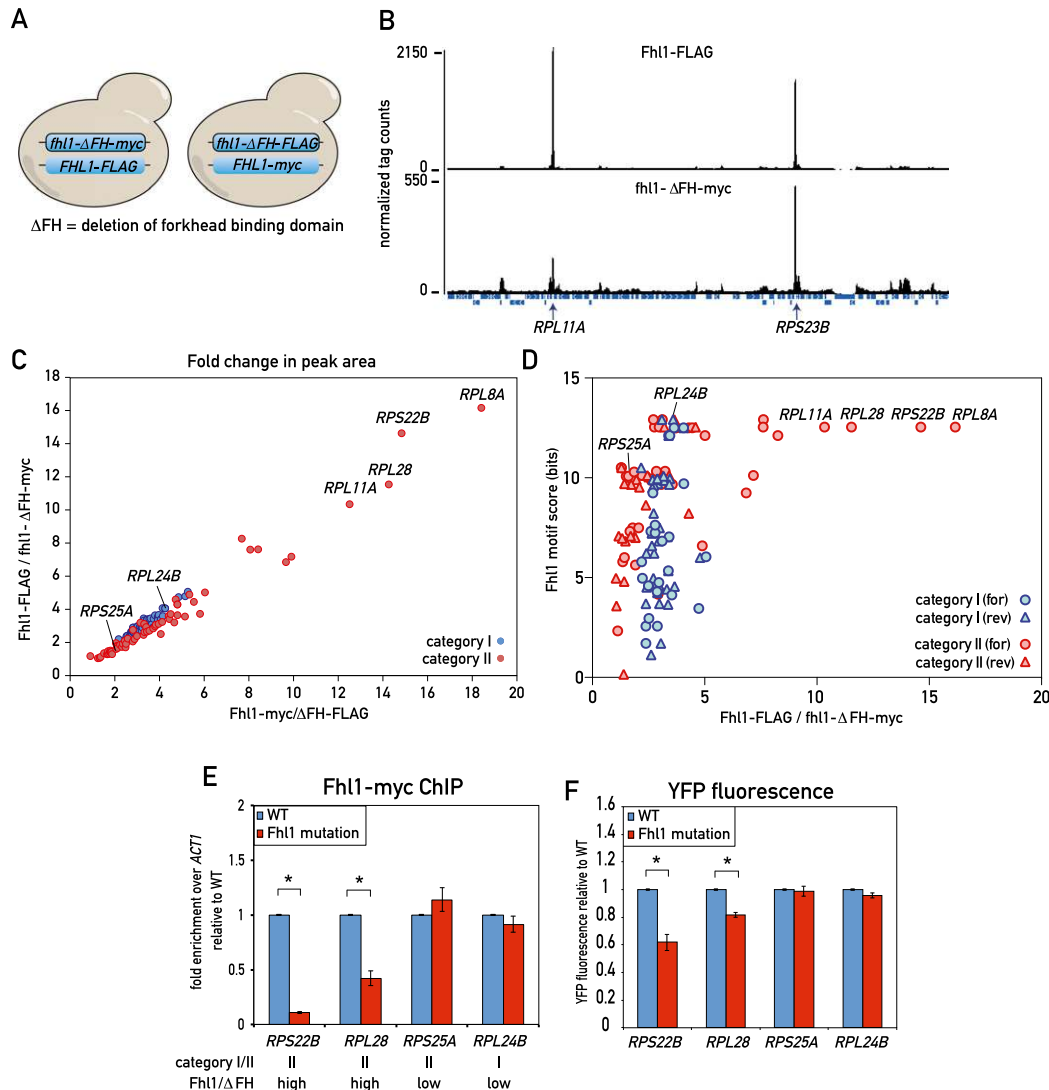 A
fhl1-ΔFH-myc
FHL1-FLAG
fhl1-ΔFH-FLAG
FHL1-myc
ΔFH = deletion of forkhead binding domain
B
normalized tag counts
2150
0
550
0
Fhl1-FLAG
fhl1- ΔFH-myc
RPL11A
RPS23B
C
Fold change in peak area
Fhl1-FLAG / fhl1- ΔFH-myc
18
16
14
12
10
8
6
4
2
0
RPL8A
RPS22B
RPL28
RPL11A
RPL24B
RPS25A
category I
category II
0 2 4 6 8 10 12 14 16 18 20
Fhl1-myc/ΔFH-FLAG
D
Fhl1 motif score (bits)
15
10
5
0
RPL24B
RPL11A RPL28 RPS22B RPL8A
RPS25A
category I (for)
category I (rev)
category II (for)
category II (rev)
0 5 10 15 20
Fhl1-FLAG / fhl1-ΔFH-myc
E
Fhl1-myc ChIP
fold enrichment over ACT1
relative to WT
2
1.5
1
0.5
0
WT
Fhl1 mutation
* *
RPS22B RPL28 RPS25A RPL24B
category I/II II II II I
Fhl1/ΔFH high high low low
F
YFP fluorescence
YFP fluorescence relative to WT
1.6
1.4
1.2
1
0.8
0.6
0.4
0.2
0
WT
Fhl1 mutation
* *
RPS22B RPL28 RPS25A RPL24B